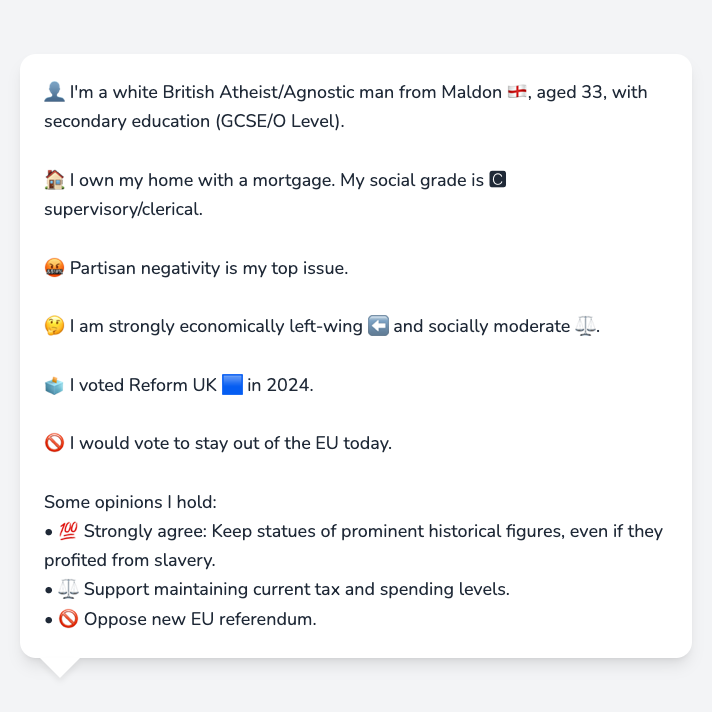 👤 I'm a white British Atheist/Agnostic man from Maldon 🏴󠁧󠁢󠁥󠁮󠁧󠁿, aged 33, with
secondary education (GCSE/O Level).
🏠 I own my home with a mortgage. My social grade is 🅲
supervisory/clerical.
🤬 Partisan negativity is my top issue.
🤔 I am strongly economically left-wing ⬅️ and socially moderate ⚖️.
🗳️ I voted Reform UK 🟦 in 2024.
🚫 I would vote to stay out of the EU today.
Some opinions I hold:
• 💯 Strongly agree: Keep statues of prominent historical figures, even if they
profited from slavery.
• ⚖️ Support maintaining current tax and spending levels.
• 🚫 Oppose new EU referendum.